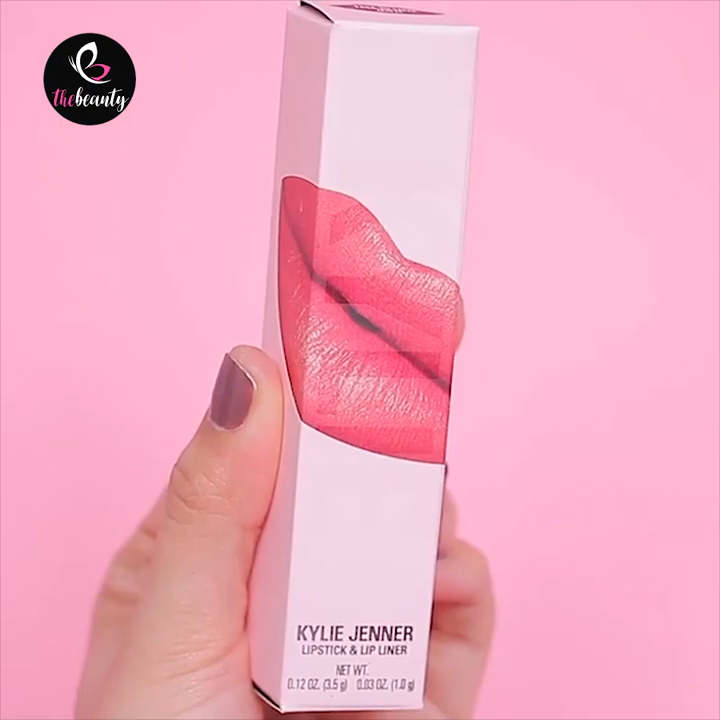 thebeauty
KYLIE JENNER
LIPSTICK & LIP LINER
NET WT.
0.12 OZ. (3.5 g) 0.03 OZ. (1.0 g)